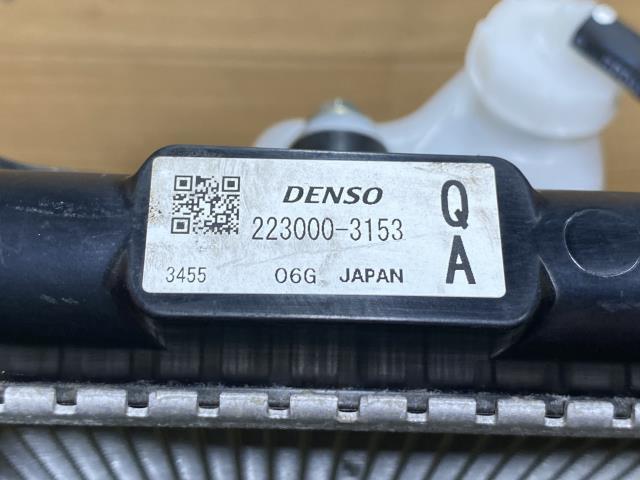 DENSO
223000-3153
3455 06G JAPAN
Q
A